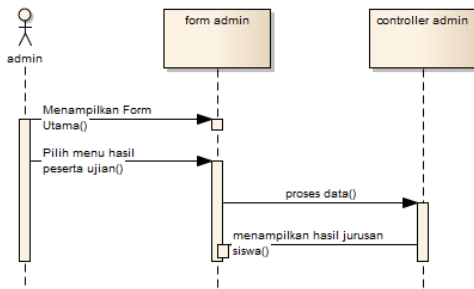 form admin
controller admin
admin
Menampilkan Form
Utama()
Pilih menu hasil
peserta ujian()
proses data()
menampilkan hasil jurusan
siswa()